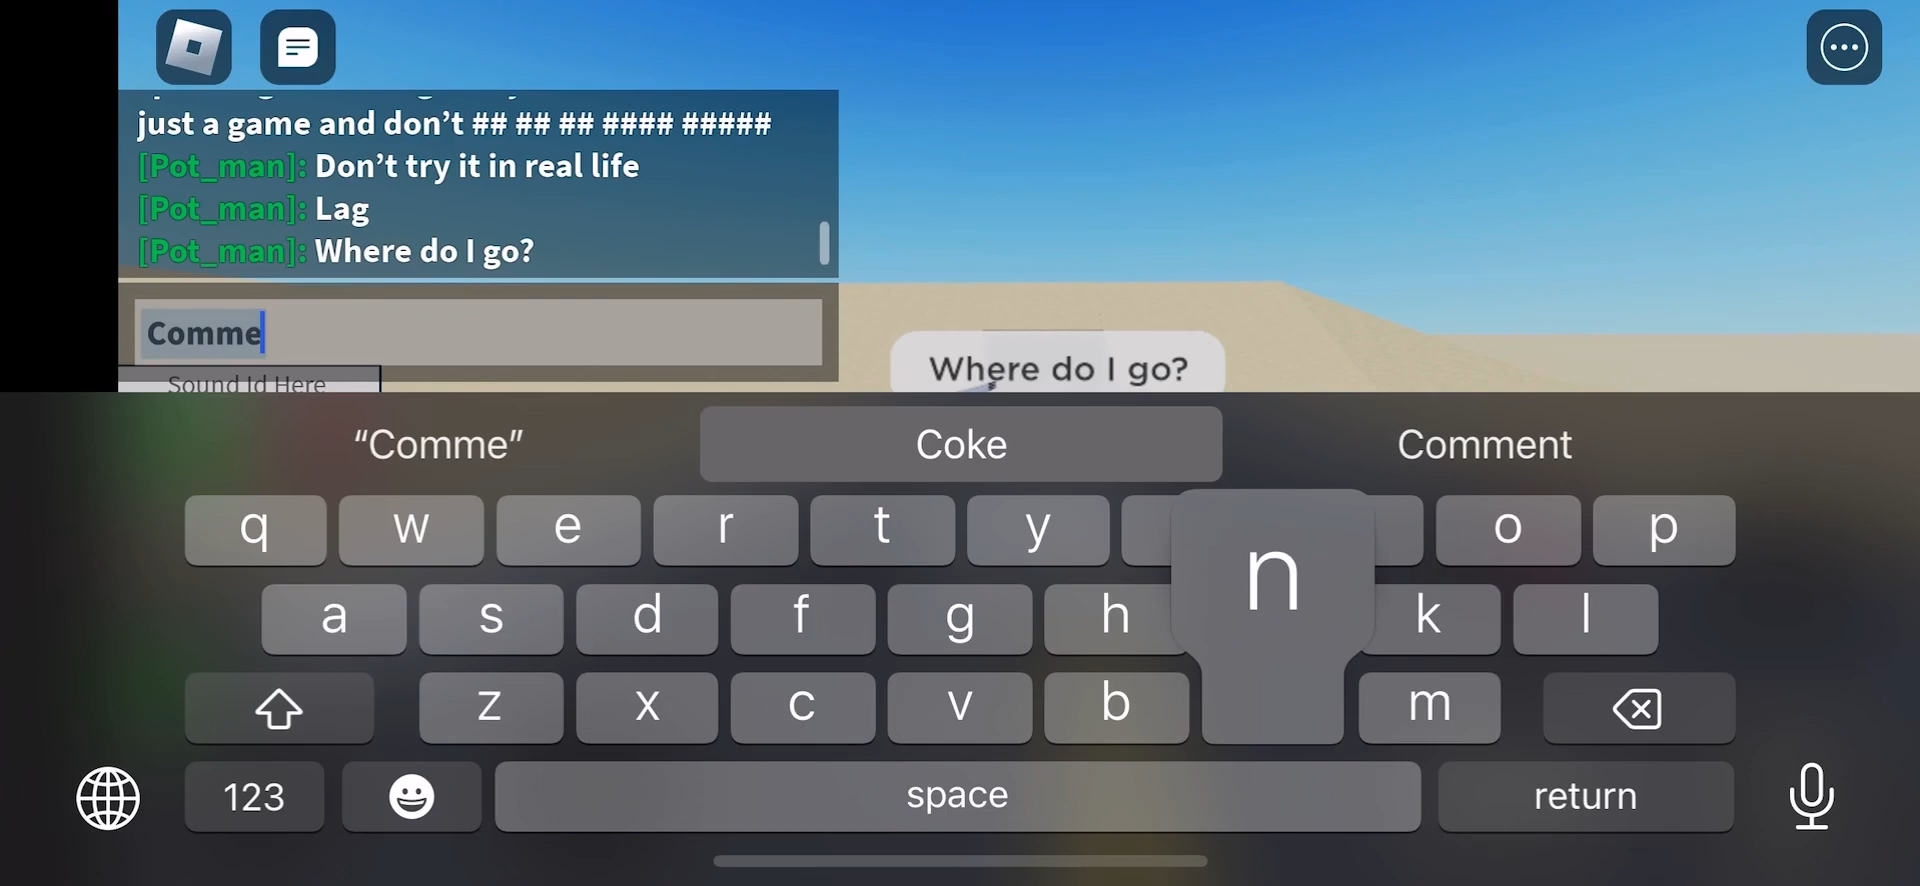 just a game and don’t ## ## ## #### #####
[Pot_man]: Don’t try it in real life
[Pot_man]: Lag
[Pot_man]: Where do I go?
Comme
Sound Id Here
Where do I go?
“Comme” Coke Comment
q w e r t y o p
a s d f g h k l
n
z x c v b m
123 space return